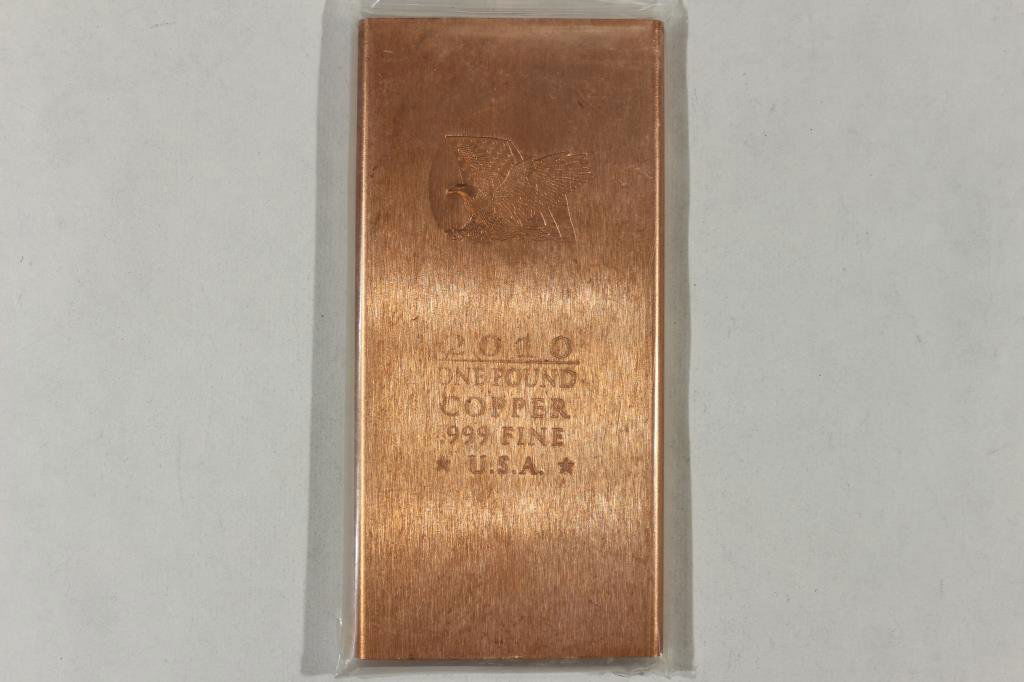 2010
ONE POUND
COPPER
.999 FINE
★ U.S.A. ★